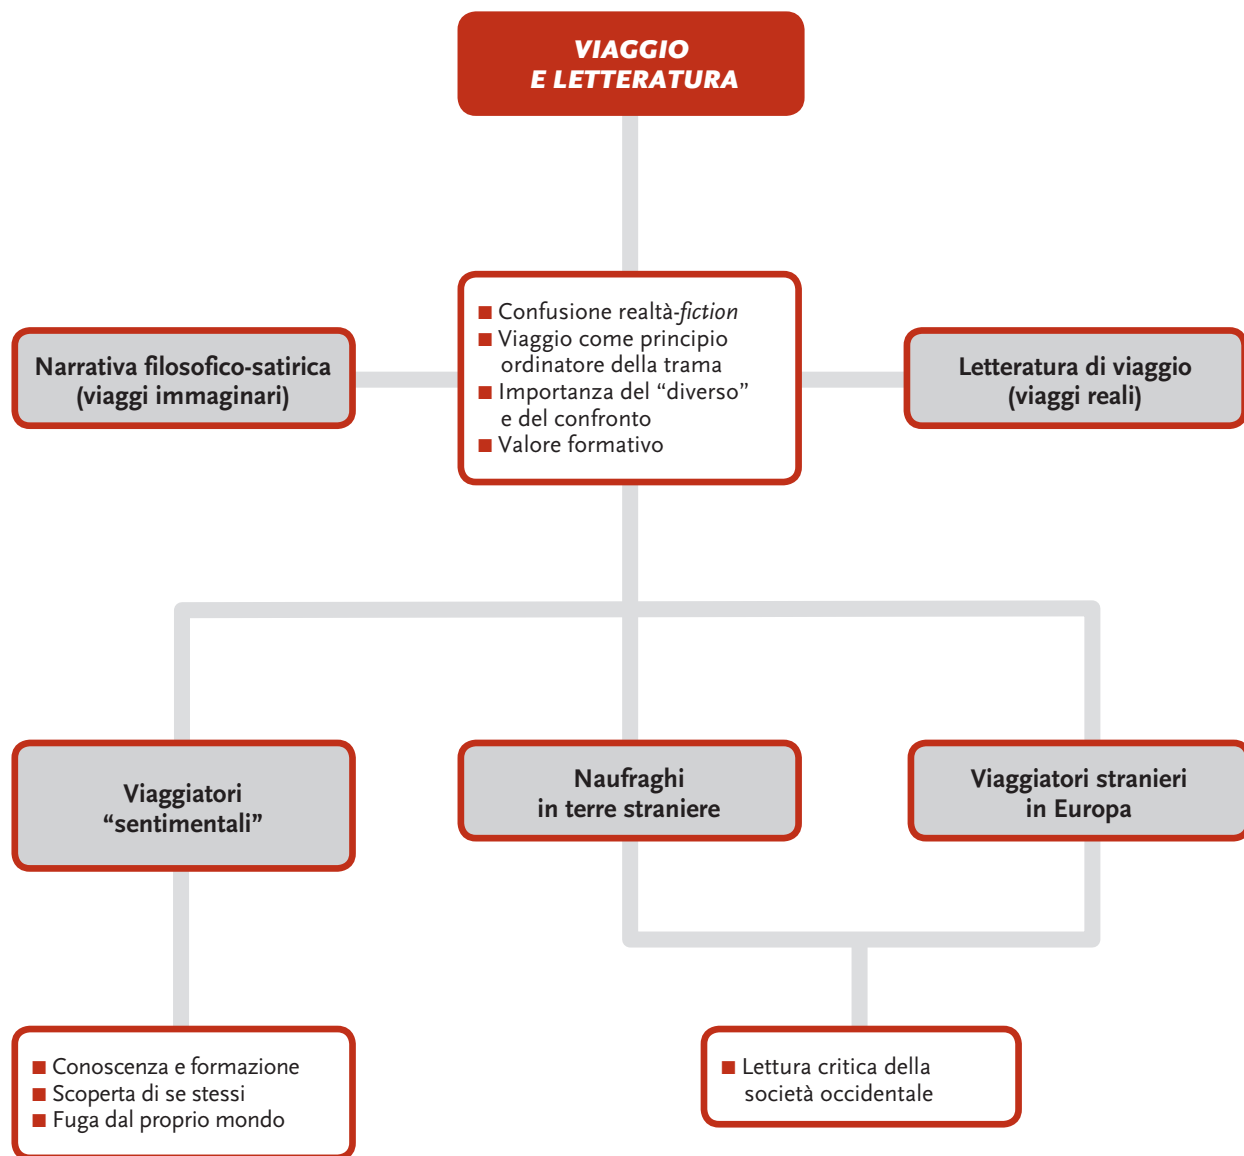 VIAGGIO
E LETTERATURA
Narrativa filosofico-satirica
(viaggi immaginari)
■ Confusione realtà-fiction
■ Viaggio come principio
ordinatore della trama
■ Importanza del “diverso”
e del confronto
■ Valore formativo
Letteratura di viaggio
(viaggi reali)
Viaggiatori
“sentimentali”
Naufraghi
in terre straniere
Viaggiatori stranieri
in Europa
■ Conoscenza e formazione
■ Scoperta di se stessi
■ Fuga dal proprio mondo
■ Lettura critica della
società occidentale